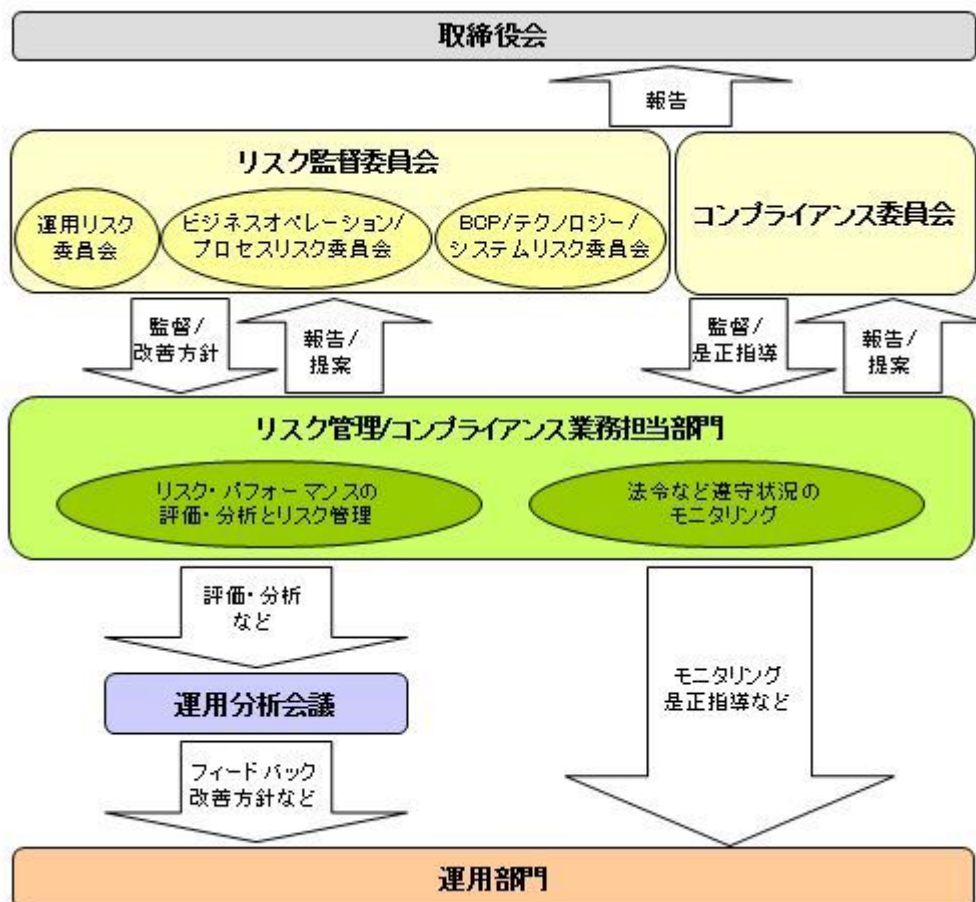 取締役会
報告
リスク監督委員会
運用リスク
委員会
ビジネスオペレーション/
プロセスリスク委員会
BCP/テクノロジー/
システムリスク委員会
コンプライアンス委員会
監督/
改善方針
報告/
提案
監督/
是正指導
報告/
提案
リスク管理/コンプライアンス業務担当部門
リスク・パフォーマンスの
評価・分析とリスク管理
法令など遵守状況の
モニタリング
評価・分析
など
運用分析会議
モニタリング
是正指導など
フィードバック
改善方針など
運用部門